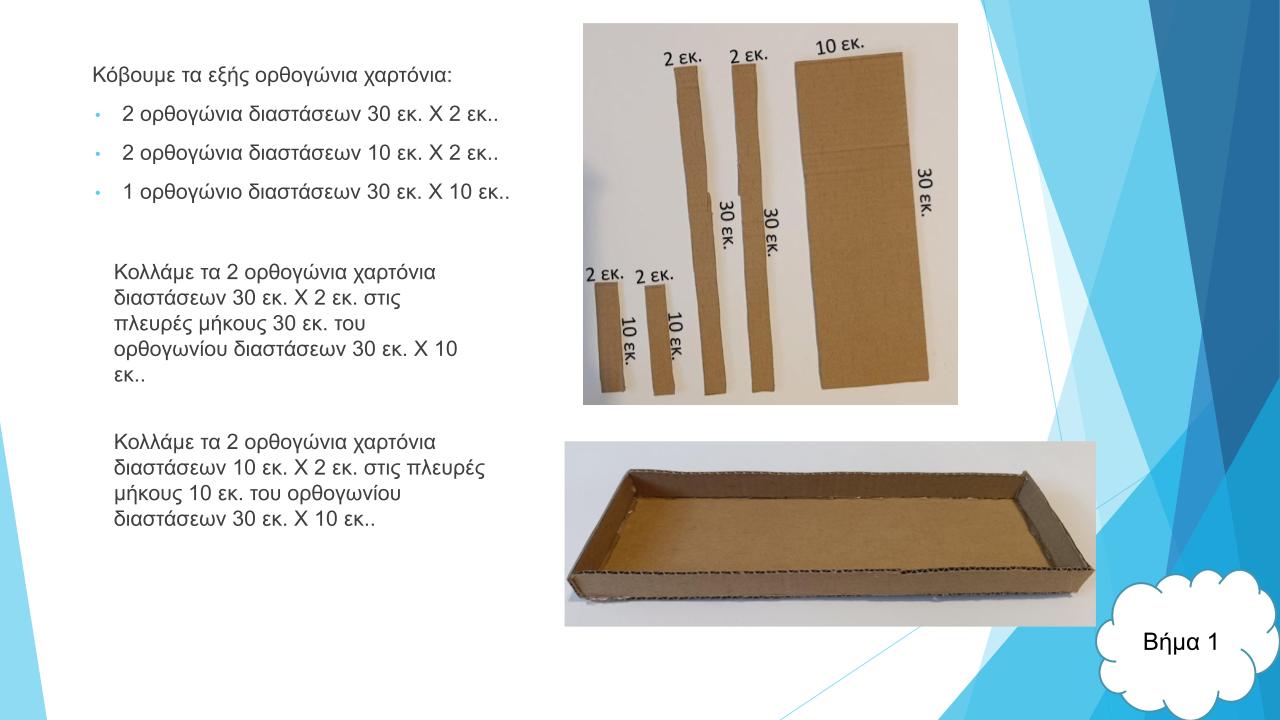 Κόβουμε τα εξής ορθογώνια χαρτόνια:
• 2 ορθογώνια διαστάσεων 30 εκ. Χ 2 εκ..
• 2 ορθογώνια διαστάσεων 10 εκ. Χ 2 εκ..
• 1 ορθογώνιο διαστάσεων 30 εκ. Χ 10 εκ..
Κολλάμε τα 2 ορθογώνια χαρτόνια
διαστάσεων 30 εκ. Χ 2 εκ. στις
πλευρές μήκους 30 εκ. του
ορθογωνίου διαστάσεων 30 εκ. Χ 10
εκ..
Κολλάμε τα 2 ορθογώνια χαρτόνια
διαστάσεων 10 εκ. Χ 2 εκ. στις πλευρές
μήκους 10 εκ. του ορθογωνίου
διαστάσεων 30 εκ. Χ 10 εκ..
2 εκ.
2 εκ.
10 εκ.
30 εκ.
30 εκ.
30 εκ.
2 εκ.
2 εκ.
10 εκ.
10 εκ.
Βήμα 1